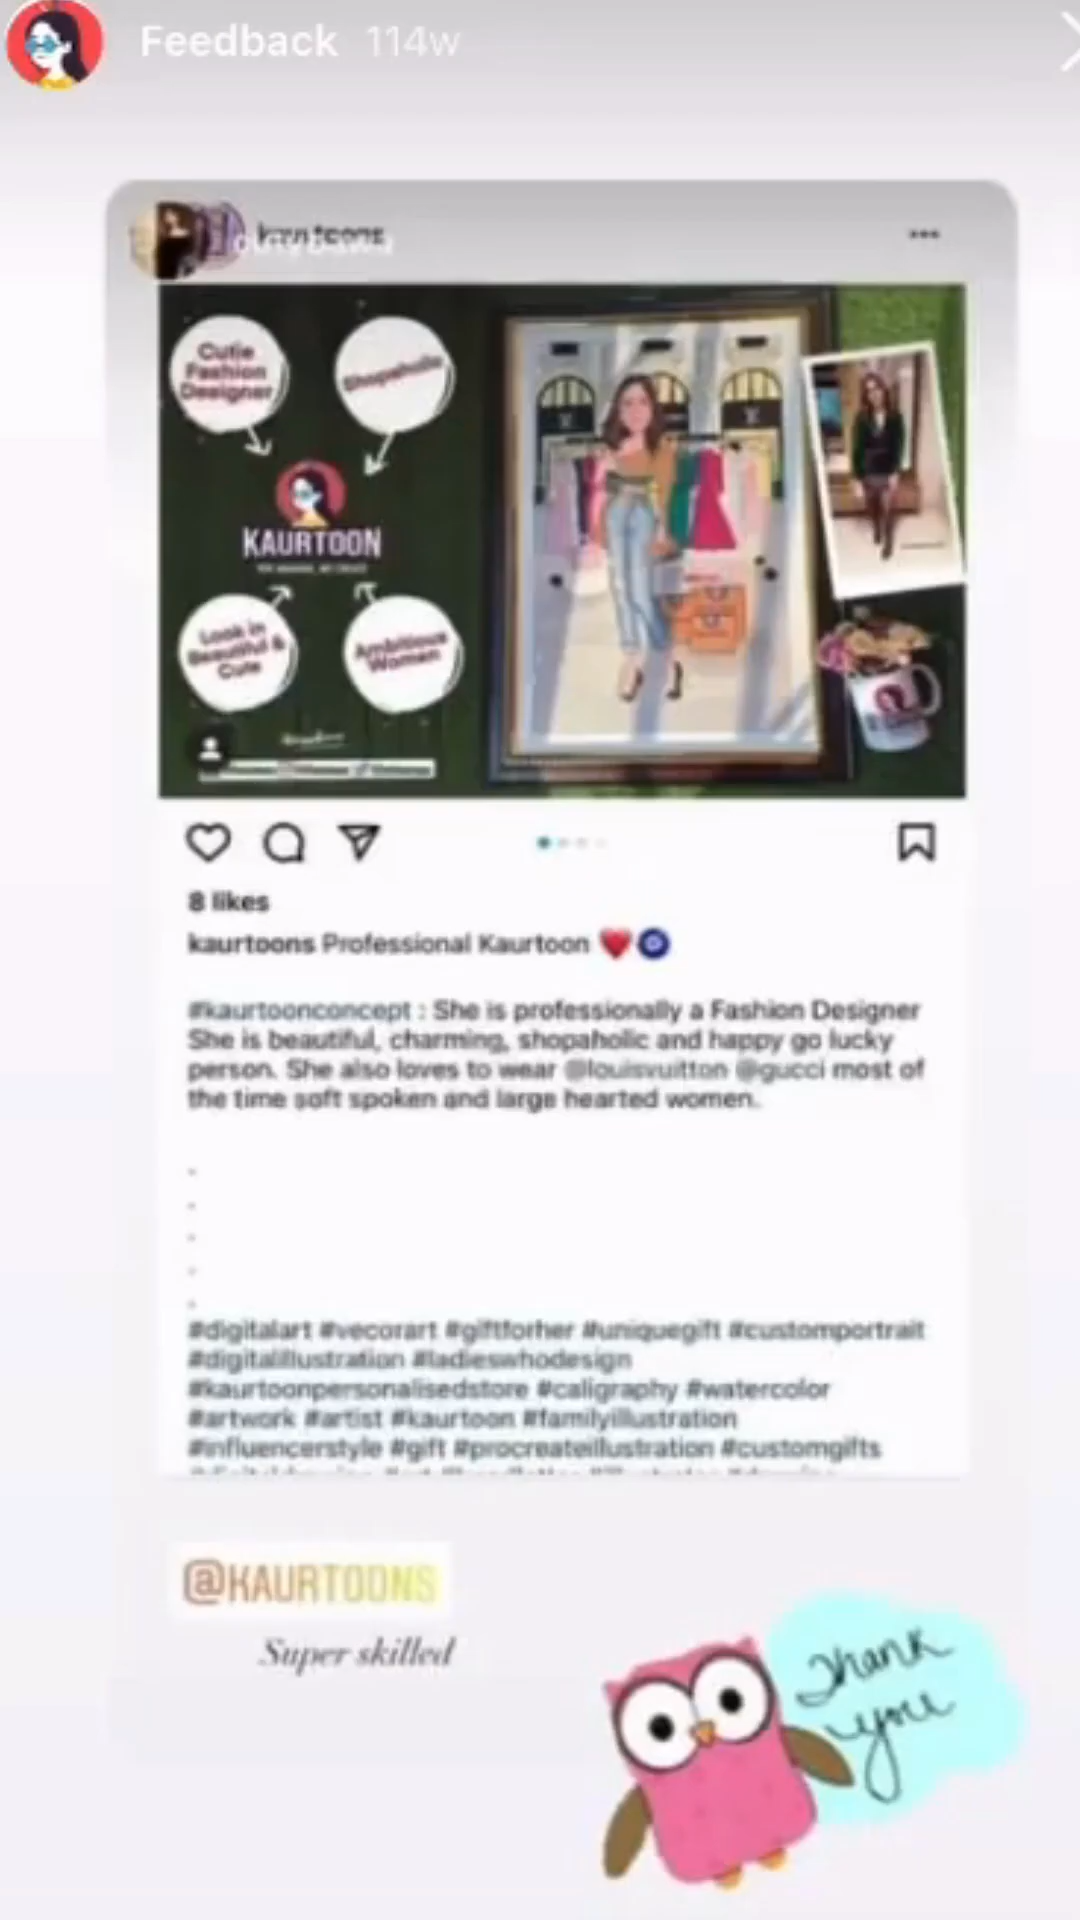 Feedback 114w
kaurtoons
Cutie
Fashion
Designer
Shopaholic
KAURTOON
Look in
Beautiful &
Cute
Ambitious
Women
8 likes
kaurtoons Professional Kaurtoon ❤️🧿
#kaurtoonconcept : She is professionally a Fashion Designer
She is beautiful, charming, shopaholic and happy go lucky
person. She also loves to wear @louisvuitton @gucci most of
the time soft spoken and large hearted women.
.
.
.
.
.
#digitalart #vecorart #giftforher #uniquegift #customportrait
#digitalillustration #ladieswhodesign
#kaurtoonpersonalisedstore #caligraphy #watercolor
#artwork #artist #kaurtoon #familyillustration
#influencerstyle #gift #procreateillustration #customgifts
@KAURTOONS
Super skilled
Thank
you